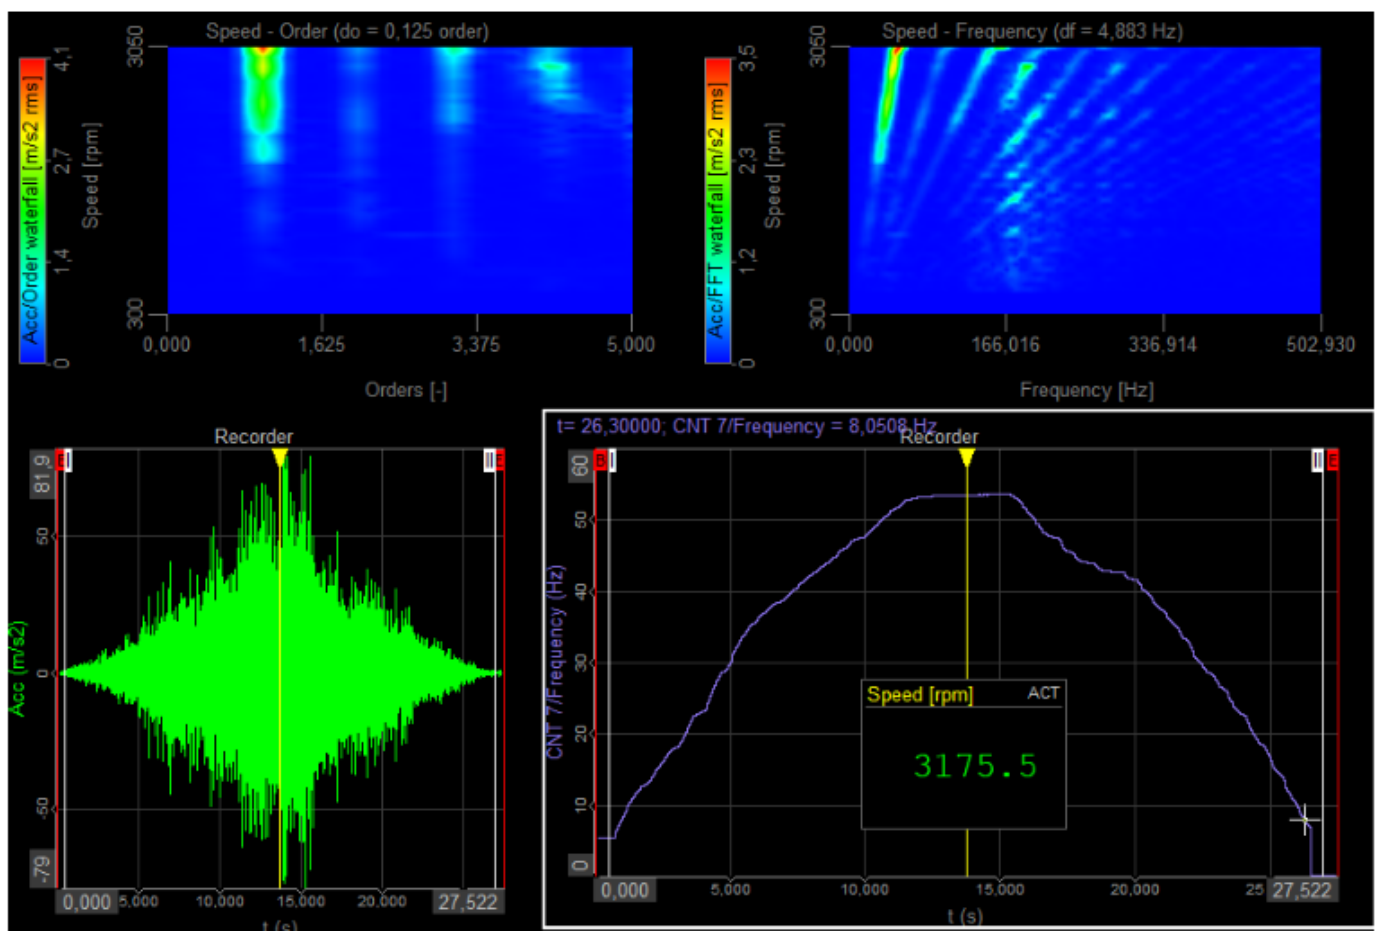 Speed - Order (do = 0,125 order)
3050
4,1
2,7
1,4
0
Acc/Order waterfall [m/s2 rms]
Speed [rpm]
300
0,000
1,625
3,375
5,000
Orders [-]
Speed - Frequency (df = 4,883 Hz)
3050
3,5
2,3
1,2
0
Acc/FFT waterfall [m/s2 rms]
Speed [rpm]
300
0,000
166,016
336,914
502,930
Frequency [Hz]
Recorder
81,9
50
0
-50
-79
Acc (m/s2)
0,000
5,000
10,000
15,000
20,000
27,522
t (s)
t= 26,30000; CNT 7/Frequency = 8,0508 Hz
Recorder
60
50
40
30
20
10
0
CNT 7/Frequency (Hz)
Speed [rpm]
ACT
3175.5
0,000
5,000
10,000
15,000
20,000
25
27,522
t (s)